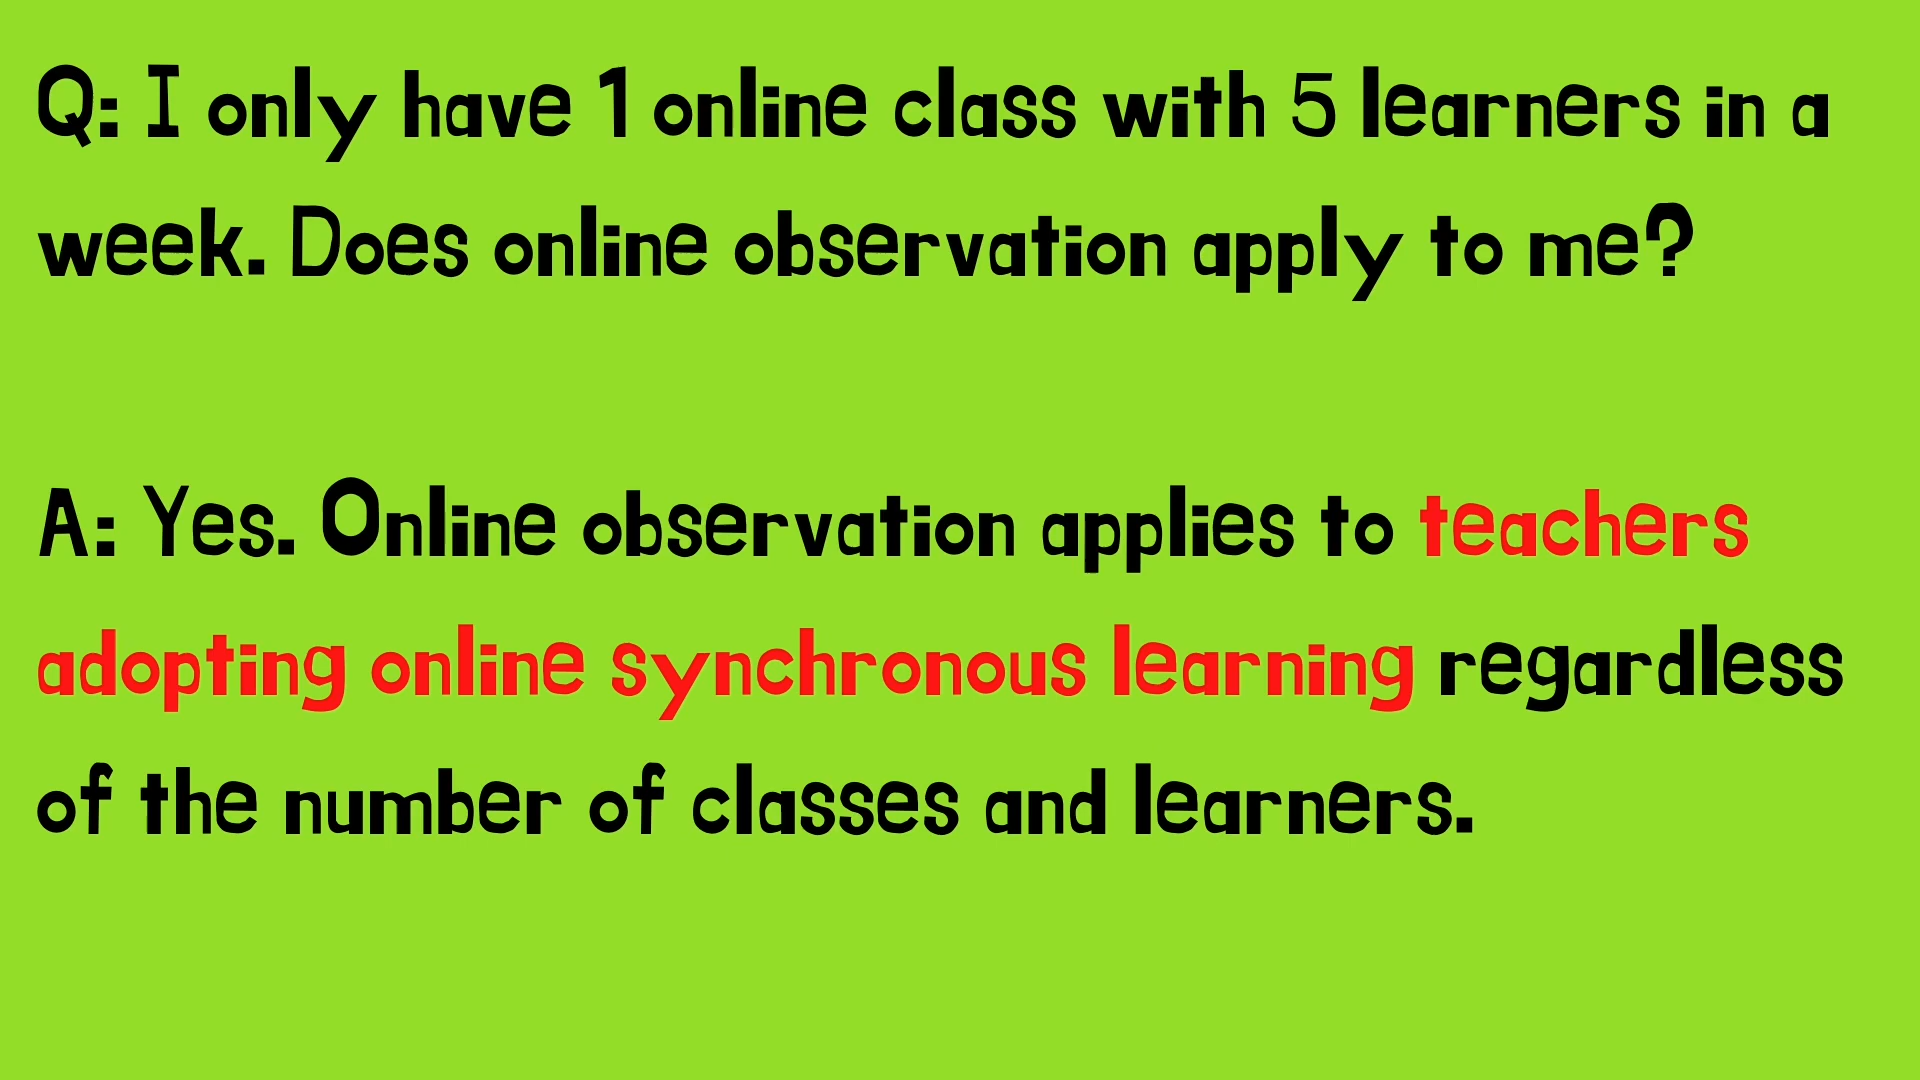 Q: I only have 1 online class with 5 learners in a
week. Does online observation apply to me?
A: Yes. Online observation applies to teachers
adopting online synchronous learning regardless
of the number of classes and learners.